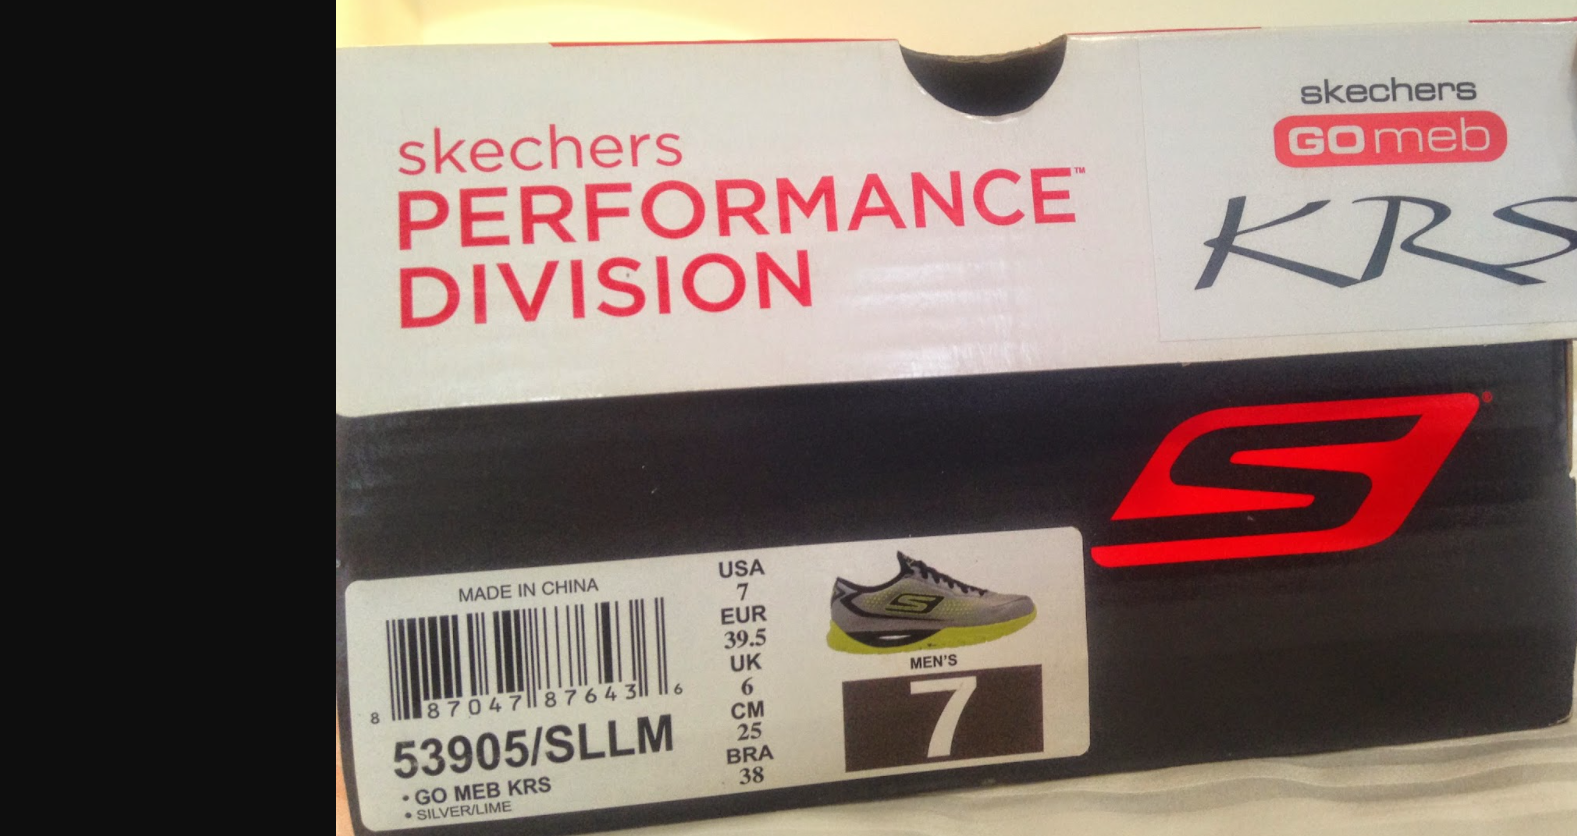 skechers
PERFORMANCE™
DIVISION
skechers
GOmeb
KRS
S
MADE IN CHINA
8 87047 87643 6
53905/SLLM
• GO MEB KRS
• SILVER/LIME
USA
7
EUR
39.5
UK
6
CM
25
BRA
38
MEN'S
7